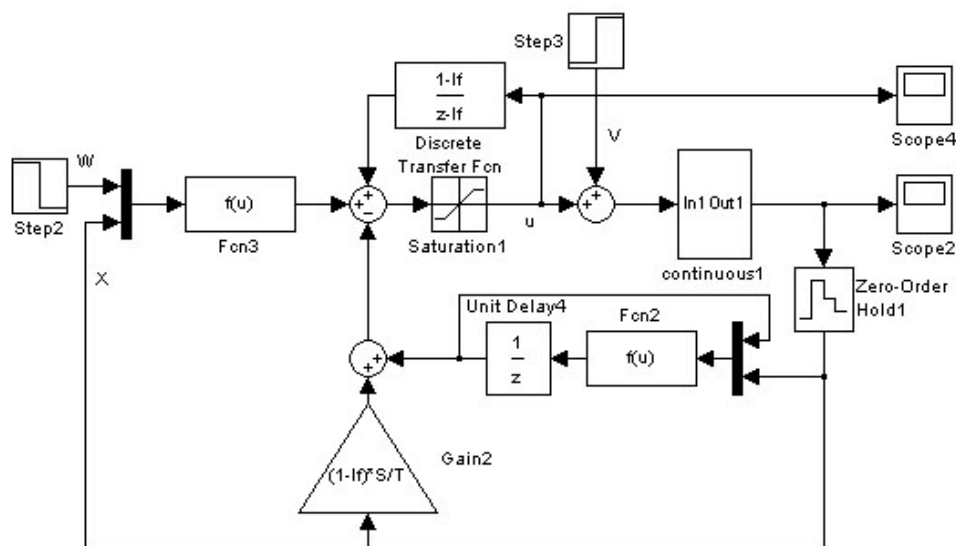 Step3
1-lf
z-lf
Discrete
Transfer Fcn
V
Scope4
W
Step2
X
f(u)
Fcn3
+
+
−
Saturation1
u
+
+
In1 Out1
continuous1
Scope2
Zero-Order
Hold1
Unit Delay4
1
z
Fcn2
f(u)
+
+
(1-lf)*S/T
Gain2